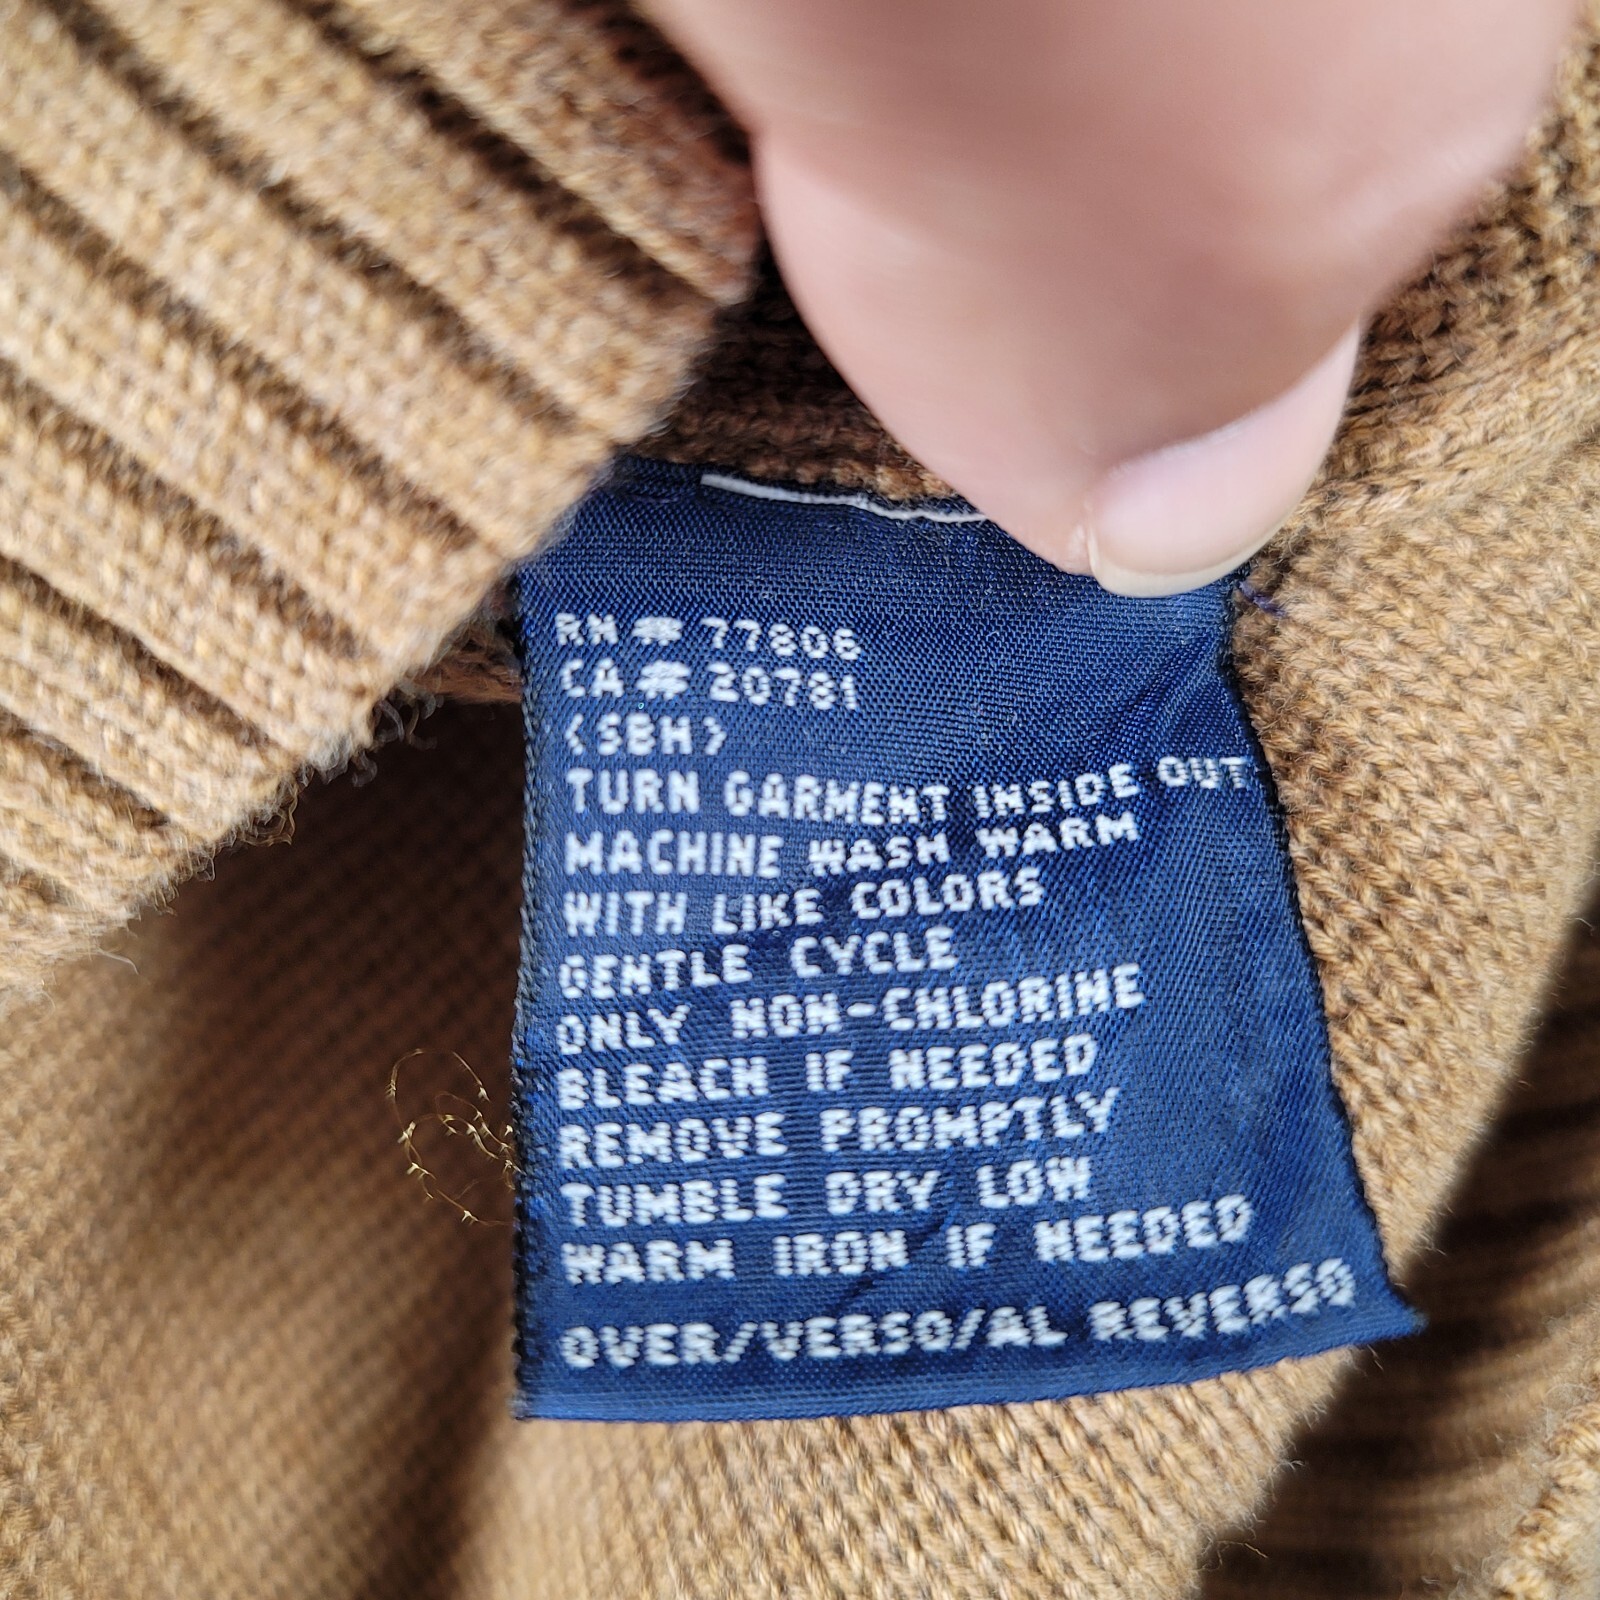 RN # 77806
CA # 20781
<SBH>
TURN GARMENT INSIDE OUT
MACHINE WASH WARM
WITH LIKE COLORS
GENTLE CYCLE
ONLY NON-CHLORINE
BLEACH IF NEEDED
REMOVE PROMPTLY
TUMBLE DRY LOW
WARM IRON IF NEEDED
OVER/VERSO/AL REVERSO